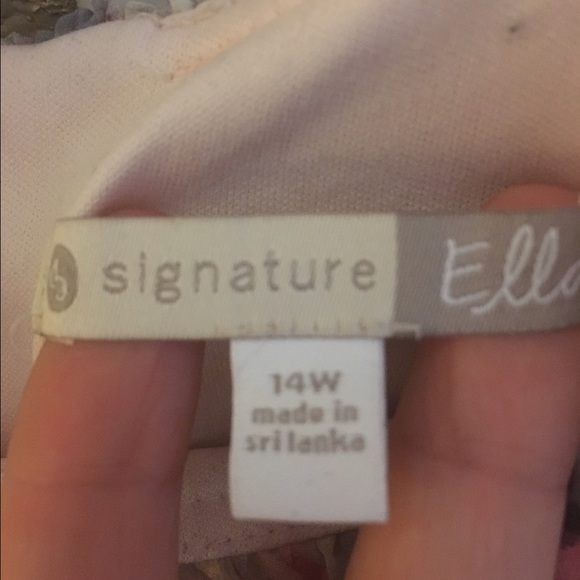 signature Ella
14W
made in
sri lanka